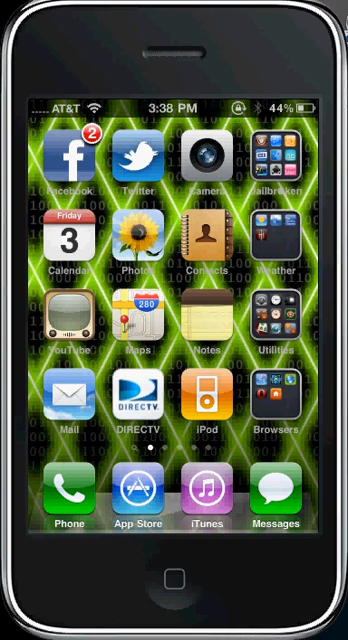 AT&T 3:38 PM 44%
2
Facebook Twitter Camera Jailbroken
Friday
3
Calendar Photos Contacts Weather
280
YouTube Maps Notes Utilities
DIRECTV
Mail DIRECTV iPod Browsers
Phone App Store iTunes Messages